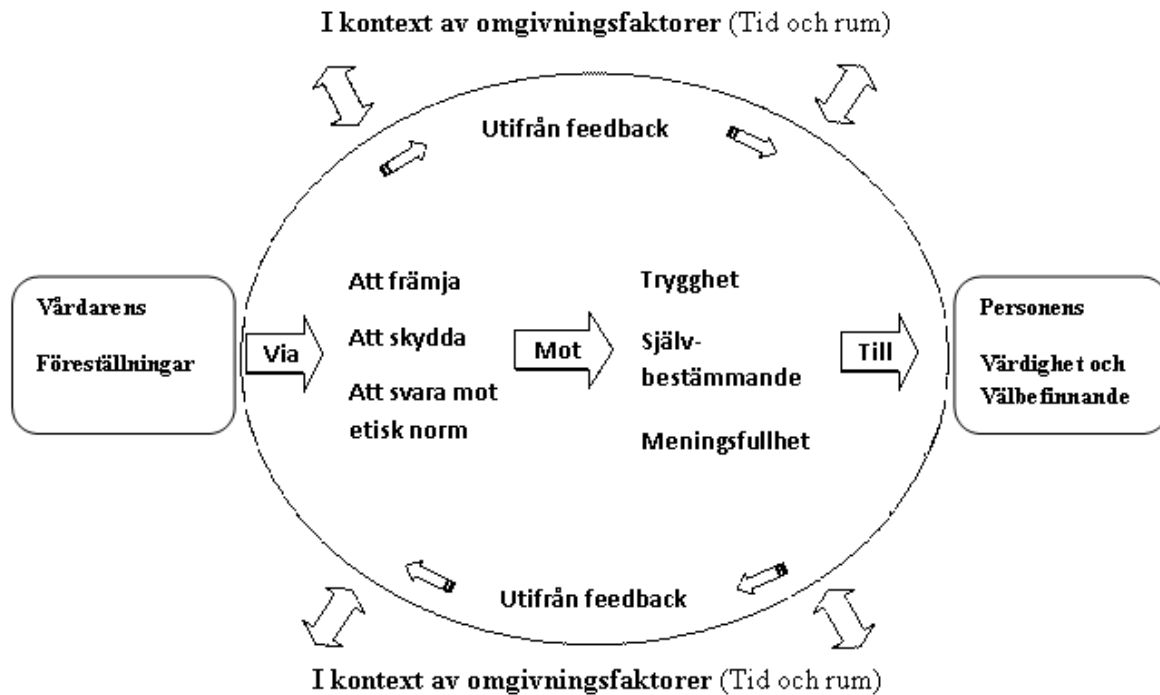 I kontext av omgivningsfaktorer (Tid och rum)
Utifrån feedback
Vårdarens
Föreställningar
Via
Att främja
Att skydda
Att svara mot
etisk norm
Mot
Trygghet
Själv-
bestämmande
Meningsfullhet
Till
Personens
Värdighet och
Välbefinnande
Utifrån feedback
I kontext av omgivningsfaktorer (Tid och rum)